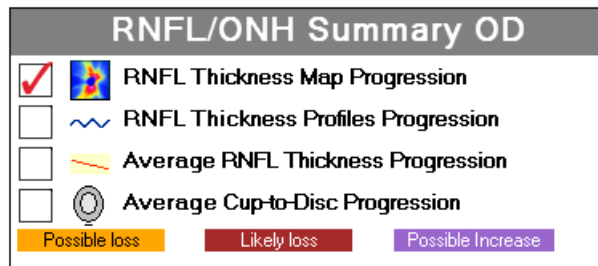 RNFL/ONH Summary OD
RNFL Thickness Map Progression
RNFL Thickness Profiles Progression
Average RNFL Thickness Progression
Average Cup-to-Disc Progression
Possible loss Likely loss Possible Increase